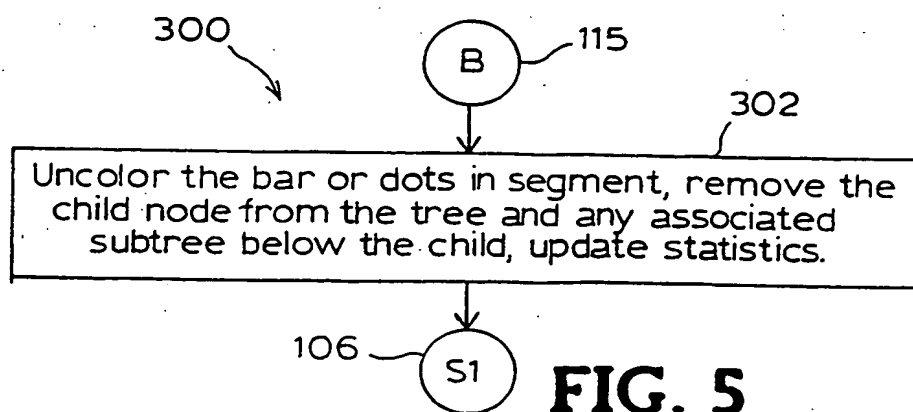 300
B
115
302
Uncolor the bar or dots in segment, remove the
child node from the tree and any associated
subtree below the child, update statistics.
106
S1
FIG. 5